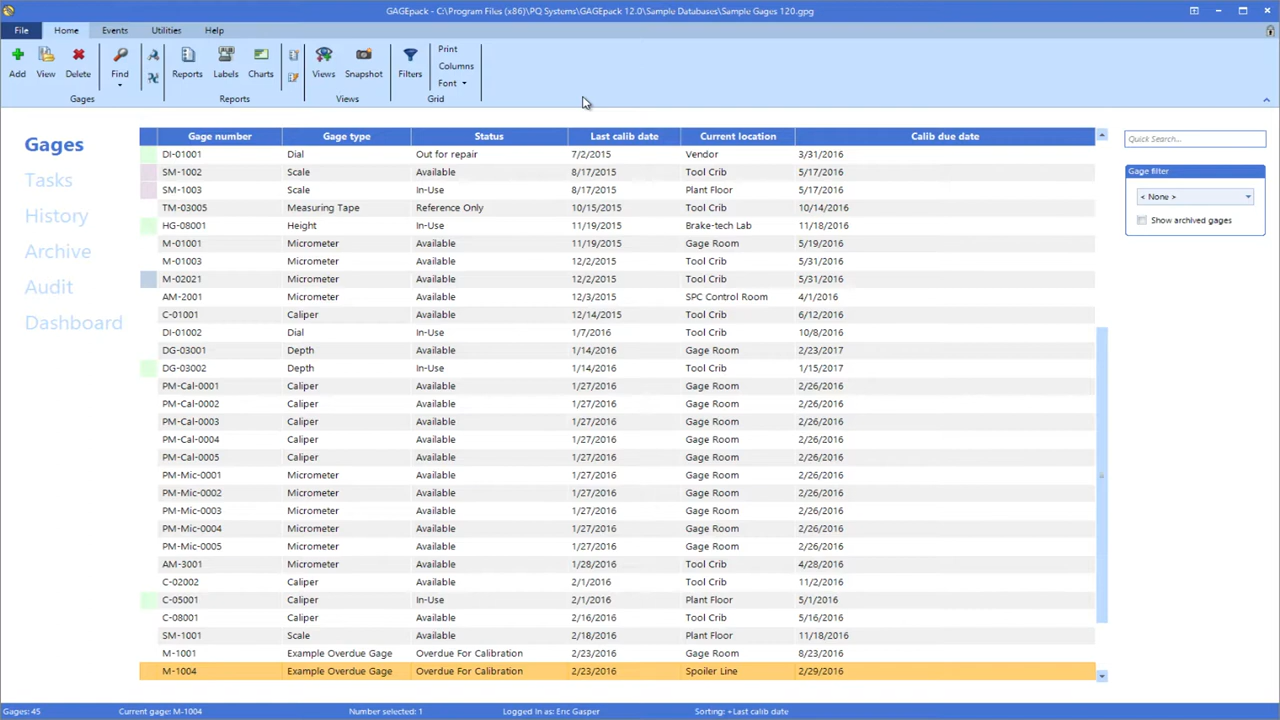 GAGEpack - C:\Program Files (x86)\PQ Systems\GAGEpack 12.0\Sample Databases\Sample Gages 120.gpg
File Home Events Utilities Help
Add View Delete Find Reports Labels Charts Views Snapshot Filters Print
Columns
Font
Gages Reports Views Grid
Gages
Tasks
History
Archive
Audit
Dashboard
Gage number Gage type Status Last calib date Current location Calib due date
DI-01001 Dial Out for repair 7/2/2015 Vendor 3/31/2016
SM-1002 Scale Available 8/17/2015 Tool Crib 5/17/2016
SM-1003 Scale In-Use 8/17/2015 Plant Floor 5/17/2016
TM-03005 Measuring Tape Reference Only 10/15/2015 Tool Crib 10/14/2016
HG-08001 Height In-Use 11/19/2015 Brake-tech Lab 11/18/2016
M-01001 Micrometer Available 11/19/2015 Gage Room 5/19/2016
M-01003 Micrometer Available 12/2/2015 Tool Crib 5/31/2016
M-02021 Micrometer Available 12/2/2015 Tool Crib 5/31/2016
AM-2001 Micrometer Available 12/3/2015 SPC Control Room 4/1/2016
C-01001 Caliper Available 12/14/2015 Tool Crib 6/12/2016
DI-01002 Dial In-Use 1/7/2016 Tool Crib 10/8/2016
DG-03001 Depth Available 1/14/2016 Gage Room 2/23/2017
DG-03002 Depth In-Use 1/14/2016 Tool Crib 1/15/2017
PM-Cal-0001 Caliper Available 1/27/2016 Gage Room 2/26/2016
PM-Cal-0002 Caliper Available 1/27/2016 Gage Room 2/26/2016
PM-Cal-0003 Caliper Available 1/27/2016 Gage Room 2/26/2016
PM-Cal-0004 Caliper Available 1/27/2016 Gage Room 2/26/2016
PM-Cal-0005 Caliper Available 1/27/2016 Gage Room 2/26/2016
PM-Mic-0001 Micrometer Available 1/27/2016 Gage Room 2/26/2016
PM-Mic-0002 Micrometer Available 1/27/2016 Gage Room 2/26/2016
PM-Mic-0003 Micrometer Available 1/27/2016 Gage Room 2/26/2016
PM-Mic-0004 Micrometer Available 1/27/2016 Gage Room 2/26/2016
PM-Mic-0005 Micrometer Available 1/27/2016 Gage Room 2/26/2016
AM-3001 Micrometer Available 1/28/2016 Tool Crib 4/28/2016
C-02002 Caliper Available 2/1/2016 Tool Crib 11/2/2016
C-05001 Caliper In-Use 2/1/2016 Plant Floor 5/1/2016
C-08001 Caliper Available 2/16/2016 Tool Crib 5/16/2016
SM-1001 Scale Available 2/18/2016 Plant Floor 11/18/2016
M-1001 Example Overdue Gage Overdue For Calibration 2/23/2016 Gage Room 8/23/2016
M-1004 Example Overdue Gage Overdue For Calibration 2/23/2016 Spoiler Line 2/29/2016
Quick Search...
Gage filter
< None >
Show archived gages
Gages: 45 Current gage: M-1004 Number selected: 1 Logged In as: Eric Gasper Sorting: +Last calib date